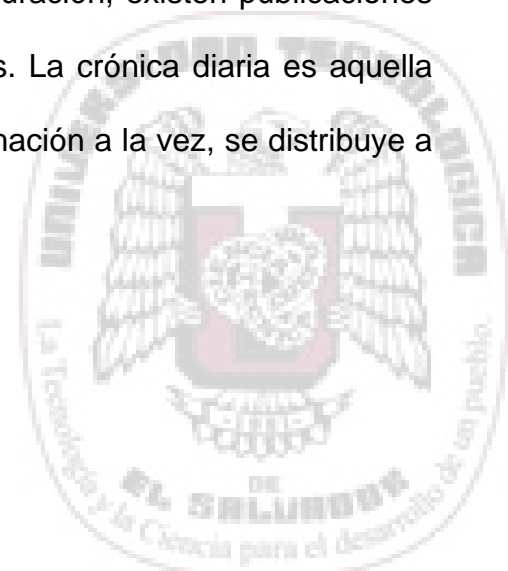 uración, existen publicaciones
s. La crónica diaria es aquella
nación a la vez, se distribuye a
UNIVERSIDAD TECNOLOGICA
DE
EL SALVADOR
La Tecnología y la Ciencia para el desarrollo de un pueblo.